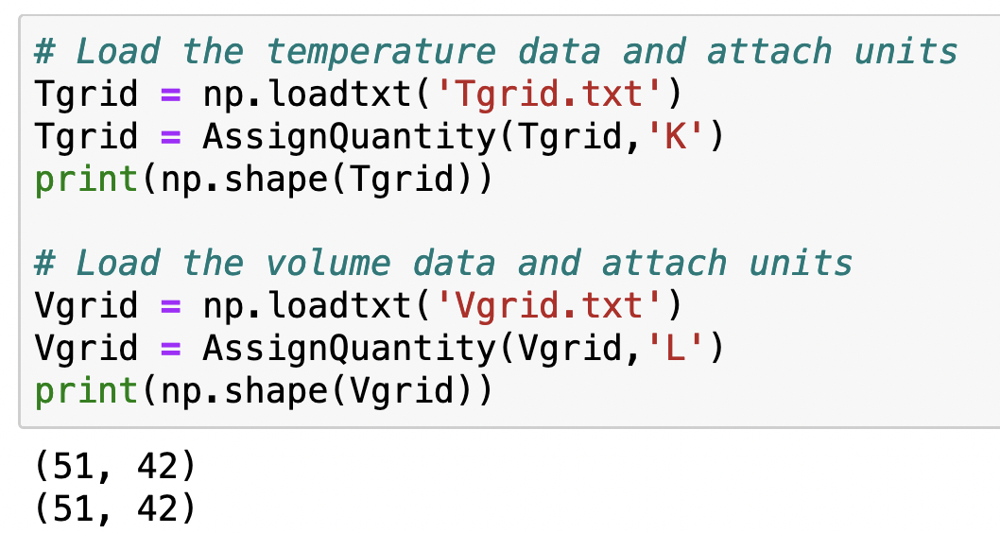 # Load the temperature data and attach units
Tgrid = np.loadtxt('Tgrid.txt')
Tgrid = AssignQuantity(Tgrid,'K')
print(np.shape(Tgrid))
# Load the volume data and attach units
Vgrid = np.loadtxt('Vgrid.txt')
Vgrid = AssignQuantity(Vgrid,'L')
print(np.shape(Vgrid))
(51, 42)
(51, 42)